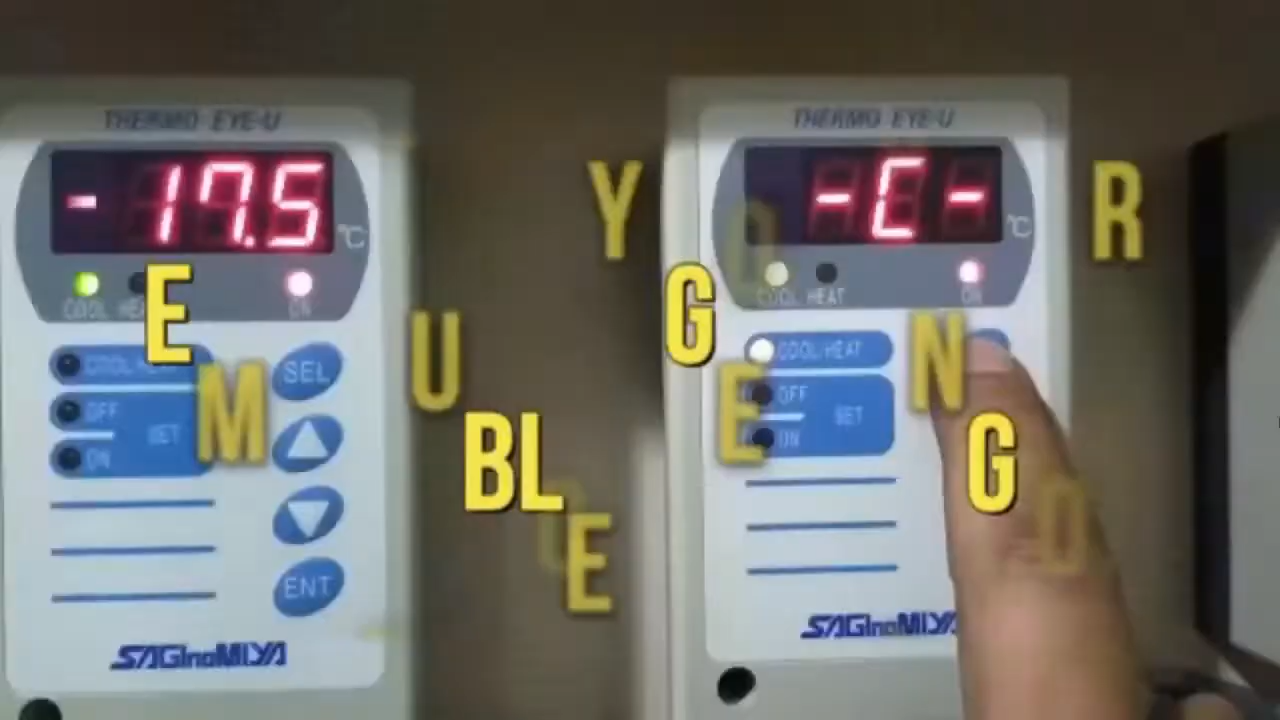 THERMO EYE-U
-17.5
°C
COOL HEAT
ON
COOL/HEAT
SEL
OFF
SET
ON
ENT
SAGInoMIYA
THERMO EYE-U
-C-
°C
COOL HEAT
ON
COOL/HEAT
OFF
SET
ON
SAGInoMIYA
Y
R
E
G
U
N
M
E
BL
G
E